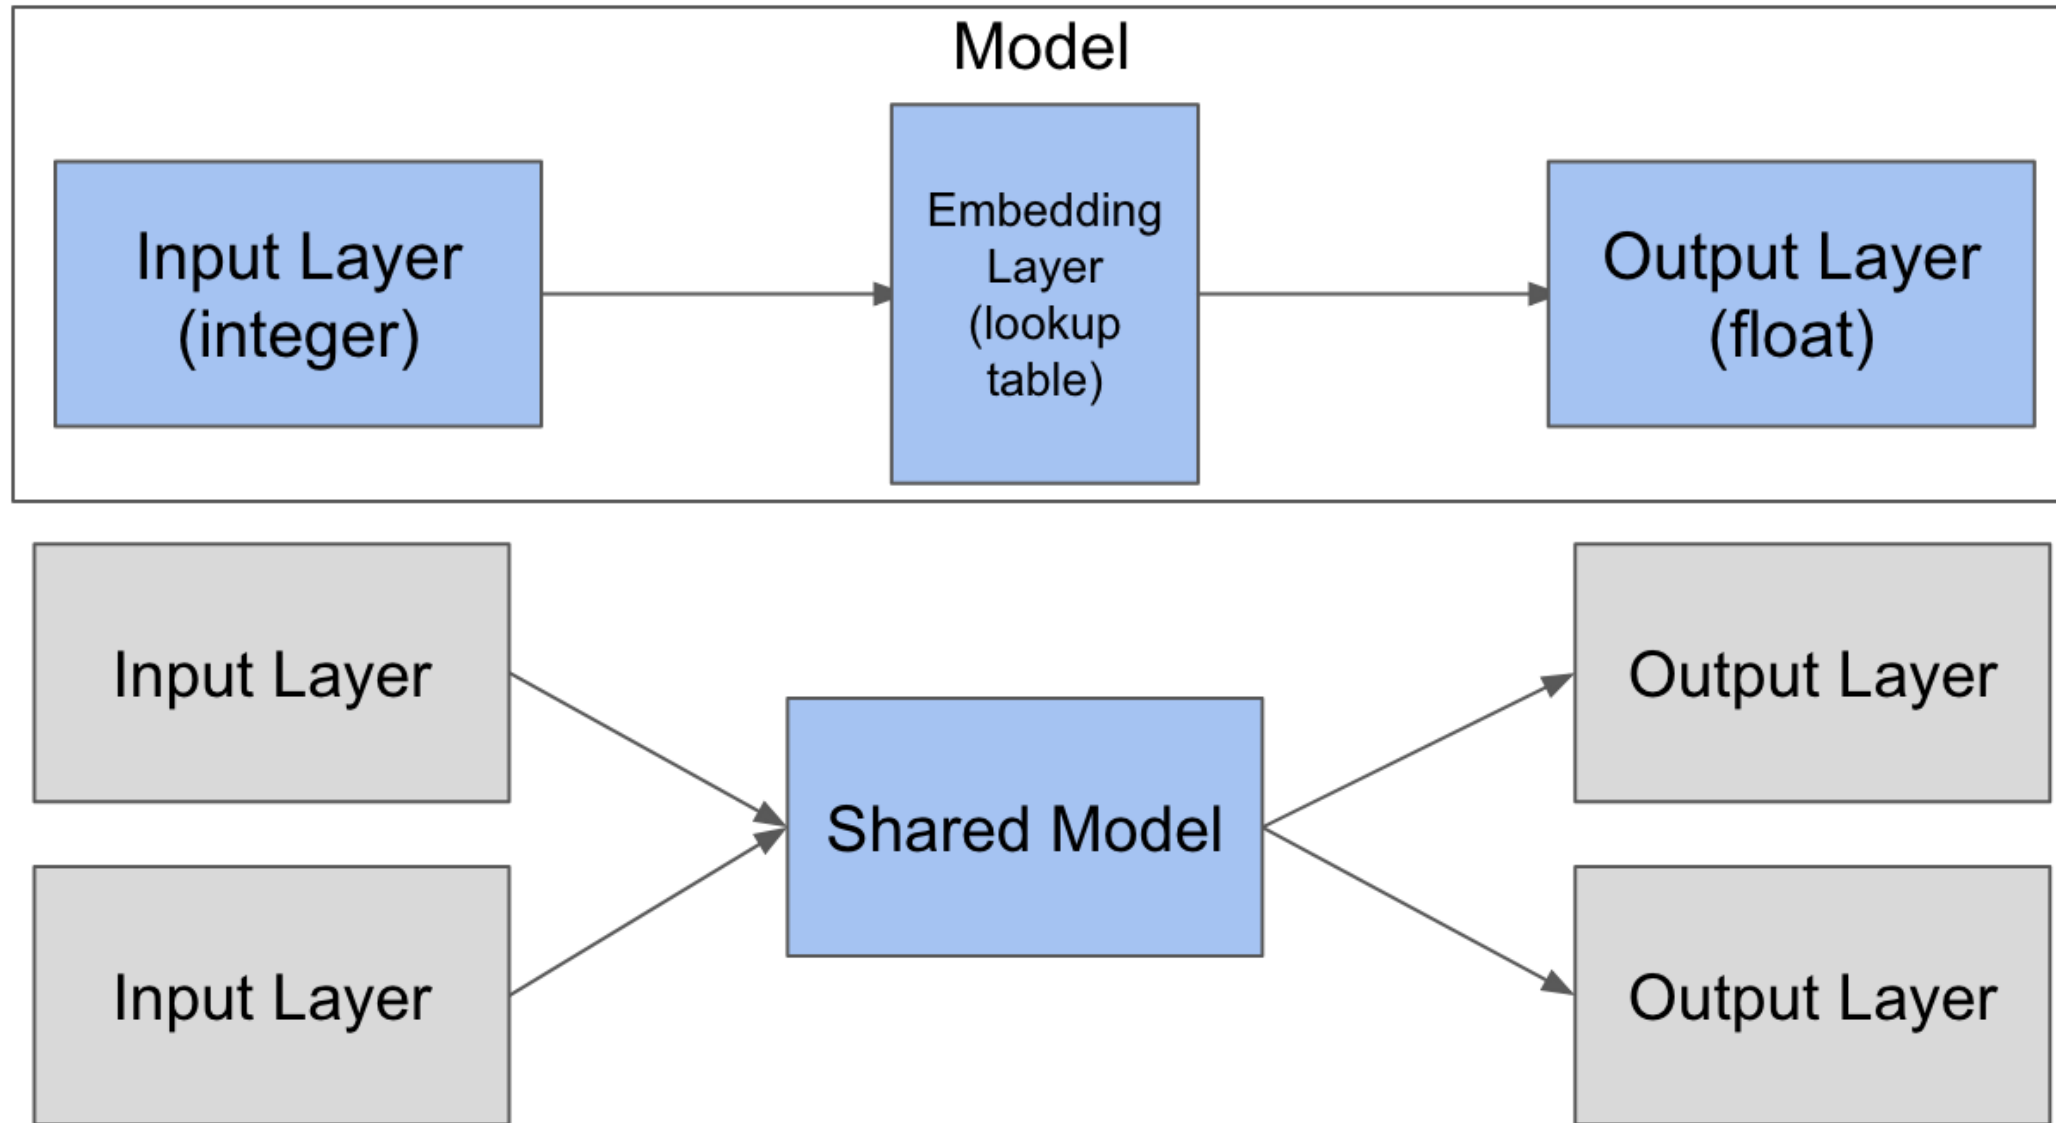 Model
Input Layer
(integer)
Embedding
Layer
(lookup
table)
Output Layer
(float)
Input Layer
Shared Model
Output Layer
Input Layer
Output Layer